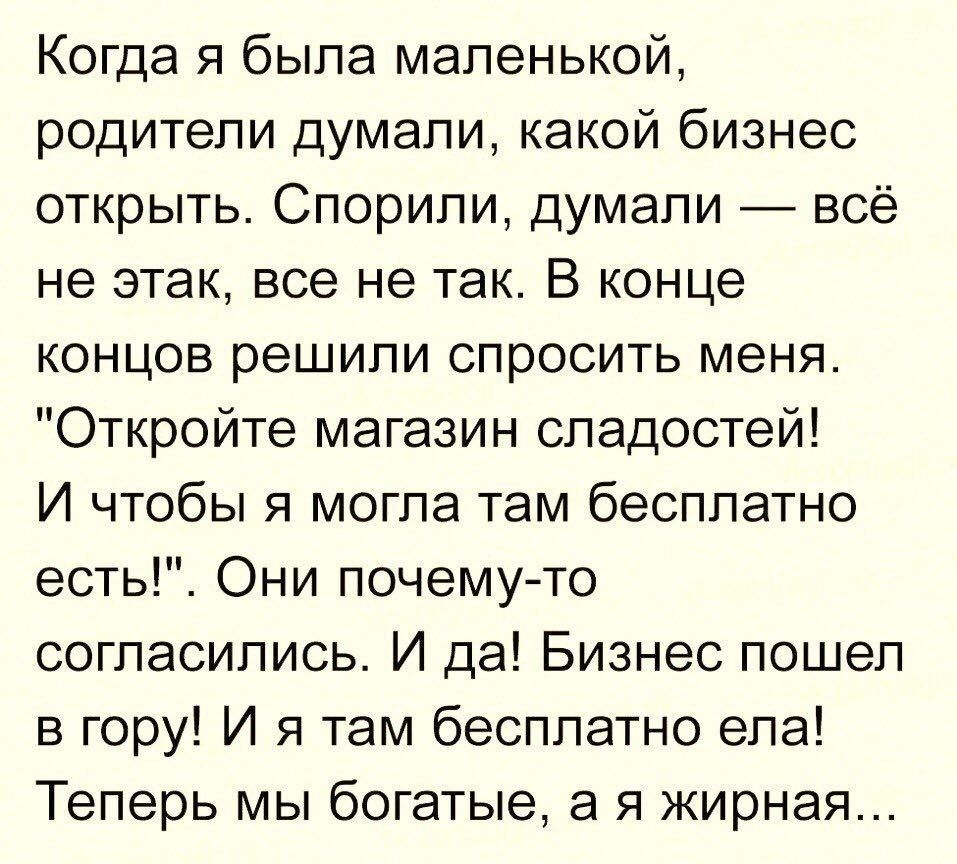 Когда я была маленькой,
родители думали, какой бизнес
открыть. Спорили, думали — всё
не этак, все не так. В конце
концов решили спросить меня.
"Откройте магазин сладостей!
И чтобы я могла там бесплатно
есть!". Они почему-то
согласились. И да! Бизнес пошел
в гору! И я там бесплатно ела!
Теперь мы богатые, а я жирная...